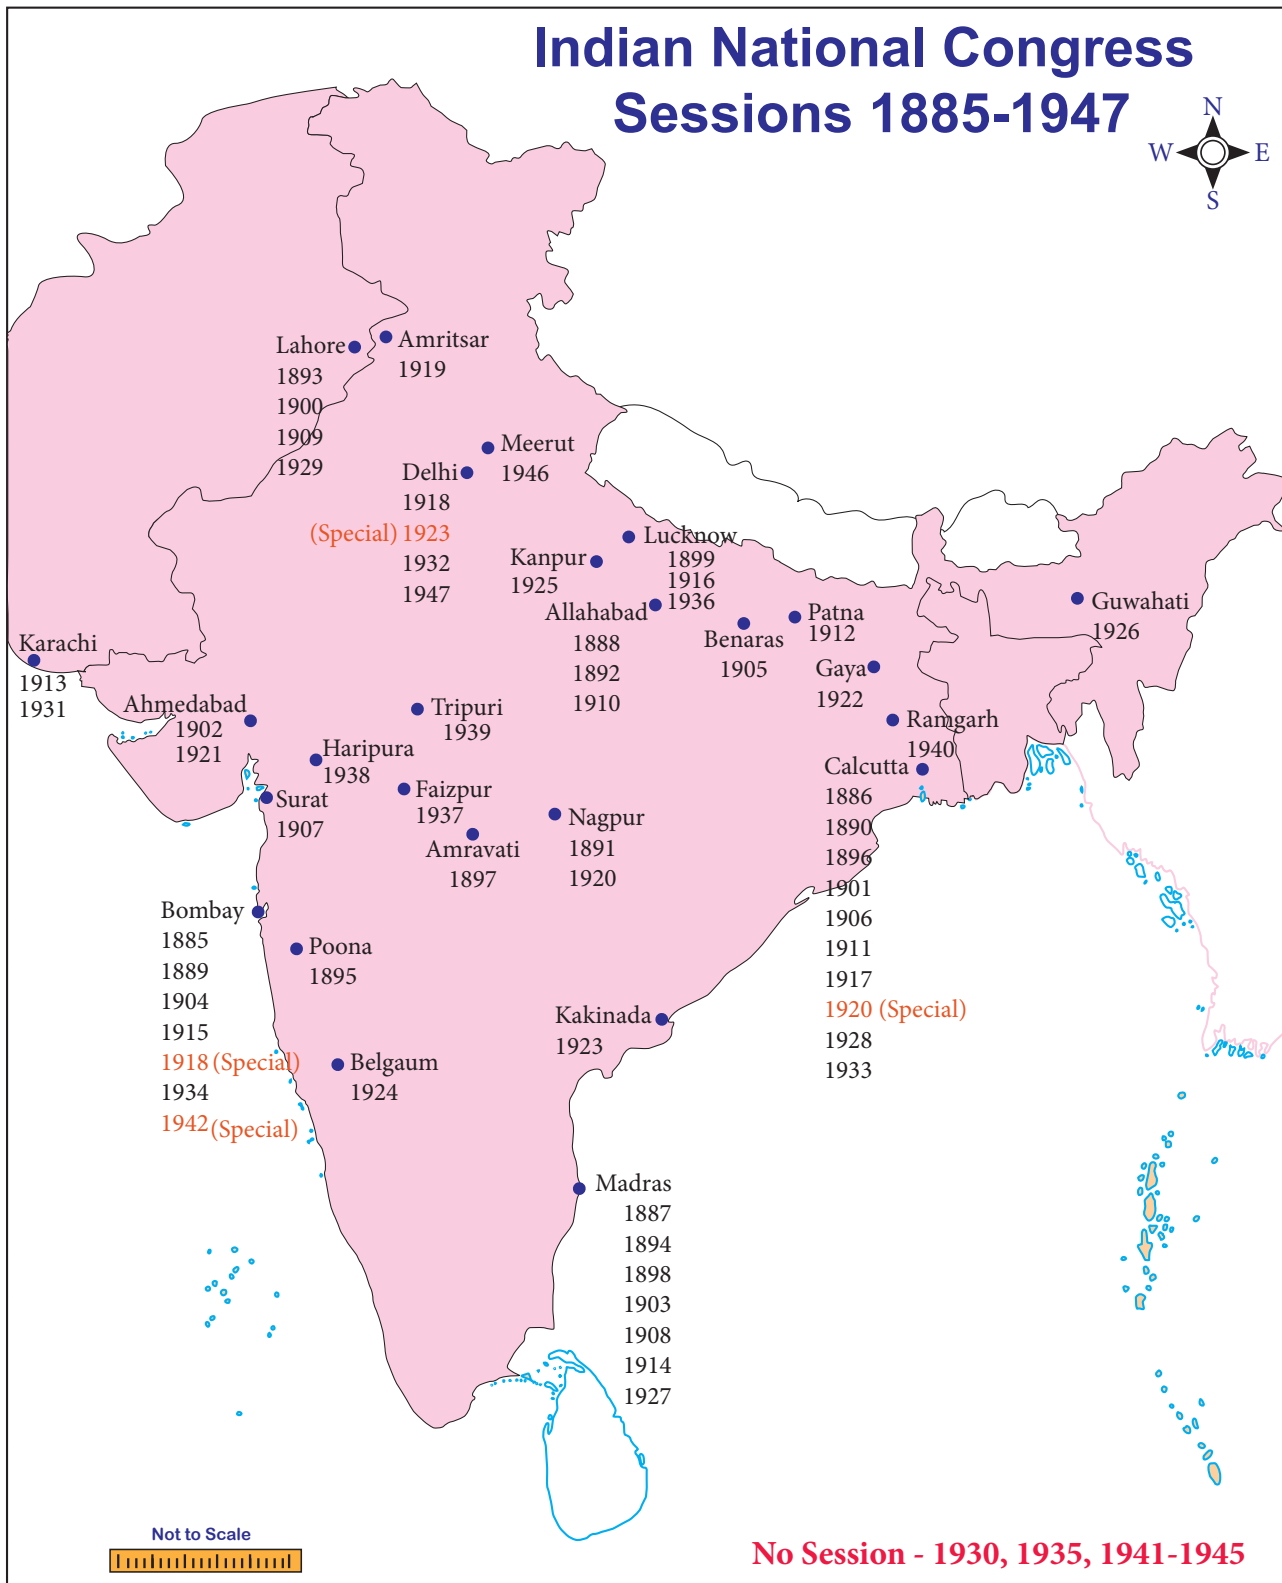 Indian National Congress
Sessions 1885-1947
N
W E
S
Lahore
1893
1900
1909
1929
Amritsar
1919
Meerut
1946
Delhi
1918
(Special) 1923
1932
1947
Lucknow
1899
1916
1936
Kanpur
1925
Allahabad
1888
1892
1910
Benaras
1905
Patna
1912
Gaya
1922
Guwahati
1926
Karachi
1913
1931
Ahmedabad
1902
1921
Tripuri
1939
Haripura
1938
Ramgarh
1940
Surat
1907
Faizpur
1937
Amravati
1897
Nagpur
1891
1920
Calcutta
1886
1890
1896
1901
1906
1911
1917
1920 (Special)
1928
1933
Bombay
1885
1889
1904
1915
1918 (Special)
1934
1942 (Special)
Poona
1895
Kakinada
1923
Belgaum
1924
Madras
1887
1894
1898
1903
1908
1914
1927
Not to Scale
No Session - 1930, 1935, 1941-1945